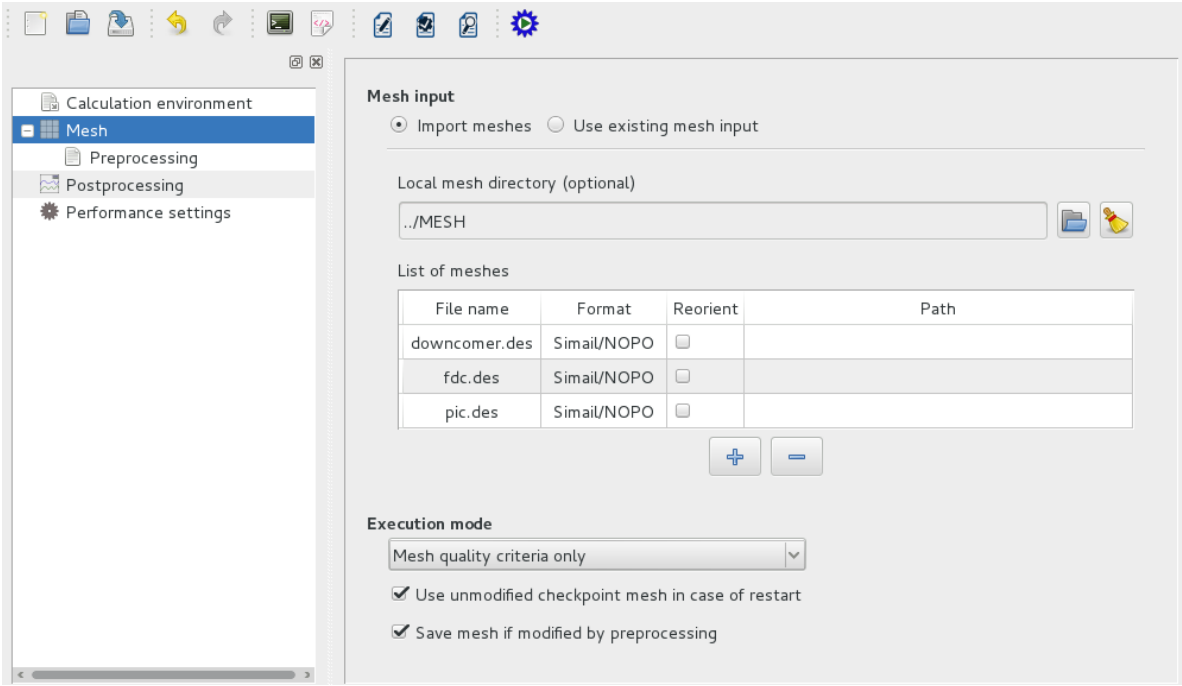 Calculation environment
Mesh
Preprocessing
Postprocessing
Performance settings
Mesh input
Import meshes Use existing mesh input
Local mesh directory (optional)
../MESH
List of meshes
File name Format Reorient Path
downcomer.des Simail/NOPO
fdc.des Simail/NOPO
pic.des Simail/NOPO
Execution mode
Mesh quality criteria only
Use unmodified checkpoint mesh in case of restart
Save mesh if modified by preprocessing